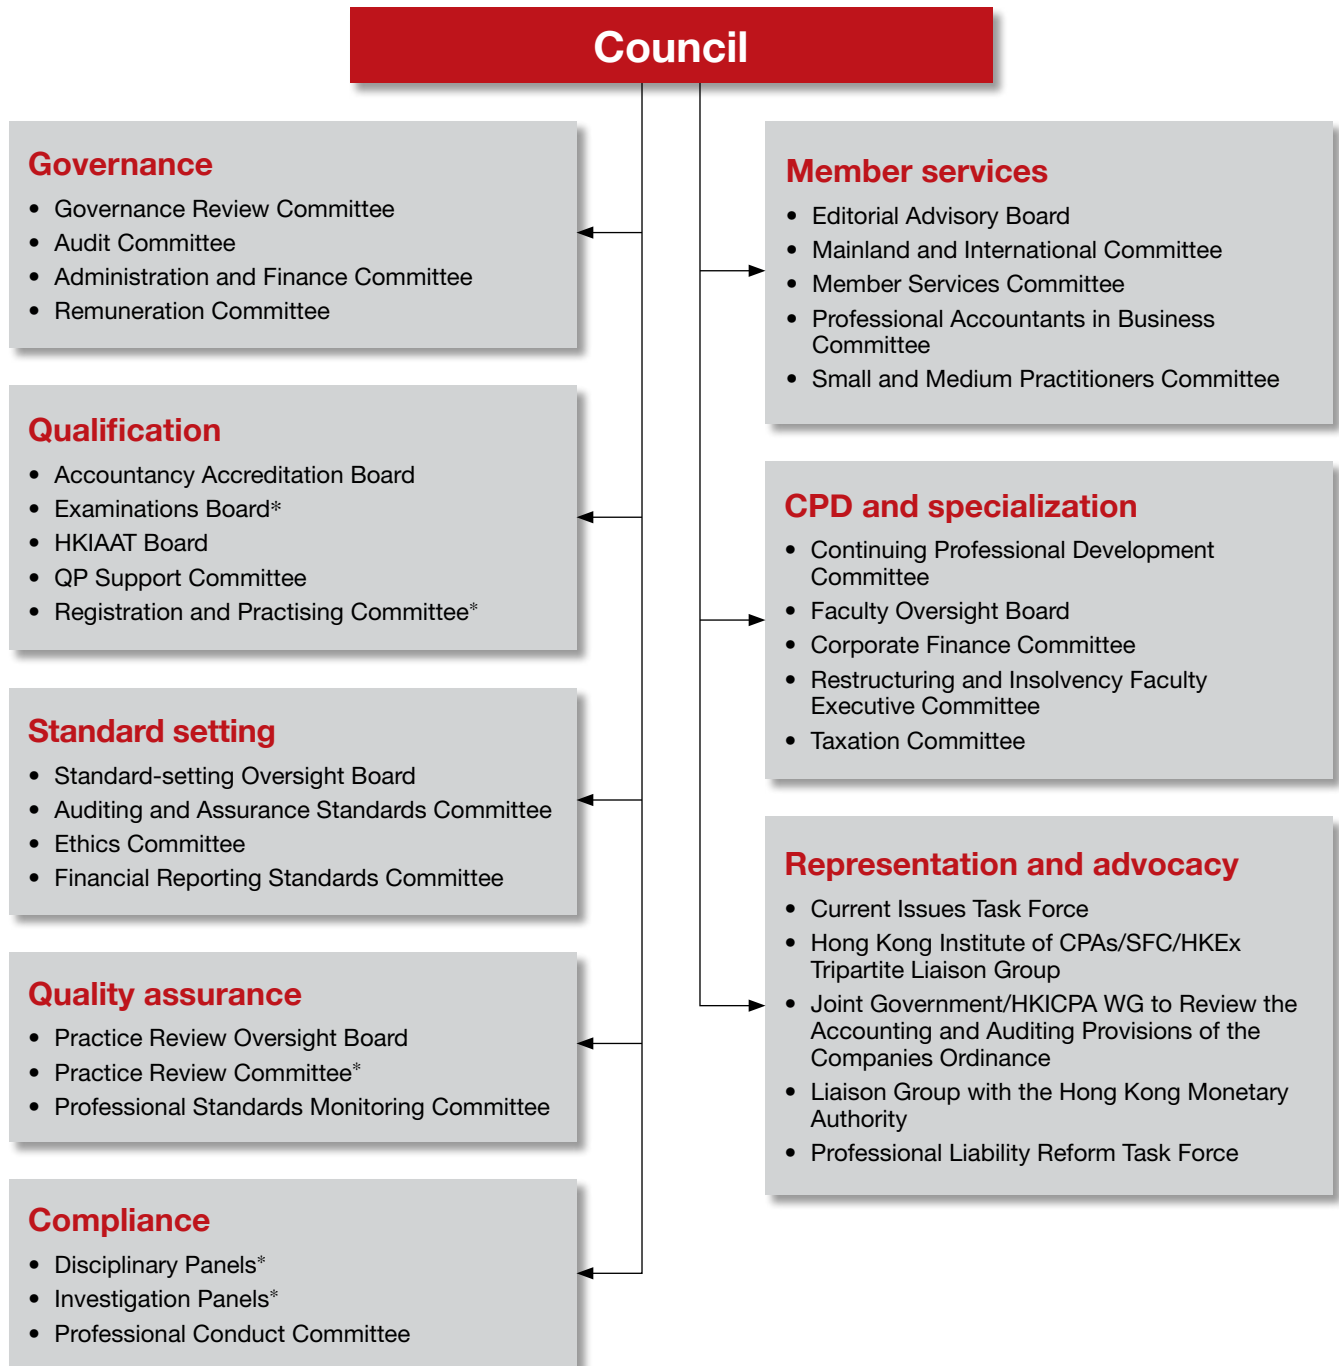 Council
Governance
• Governance Review Committee
• Audit Committee
• Administration and Finance Committee
• Remuneration Committee
Qualification
• Accountancy Accreditation Board
• Examinations Board*
• HKIAAT Board
• QP Support Committee
• Registration and Practising Committee*
Standard setting
• Standard-setting Oversight Board
• Auditing and Assurance Standards Committee
• Ethics Committee
• Financial Reporting Standards Committee
Quality assurance
• Practice Review Oversight Board
• Practice Review Committee*
• Professional Standards Monitoring Committee
Compliance
• Disciplinary Panels*
• Investigation Panels*
• Professional Conduct Committee
Member services
• Editorial Advisory Board
• Mainland and International Committee
• Member Services Committee
• Professional Accountants in Business
Committee
• Small and Medium Practitioners Committee
CPD and specialization
• Continuing Professional Development
Committee
• Faculty Oversight Board
• Corporate Finance Committee
• Restructuring and Insolvency Faculty
Executive Committee
• Taxation Committee
Representation and advocacy
• Current Issues Task Force
• Hong Kong Institute of CPAs/SFC/HKEx
Tripartite Liaison Group
• Joint Government/HKICPA WG to Review the
Accounting and Auditing Provisions of the
Companies Ordinance
• Liaison Group with the Hong Kong Monetary
Authority
• Professional Liability Reform Task Force